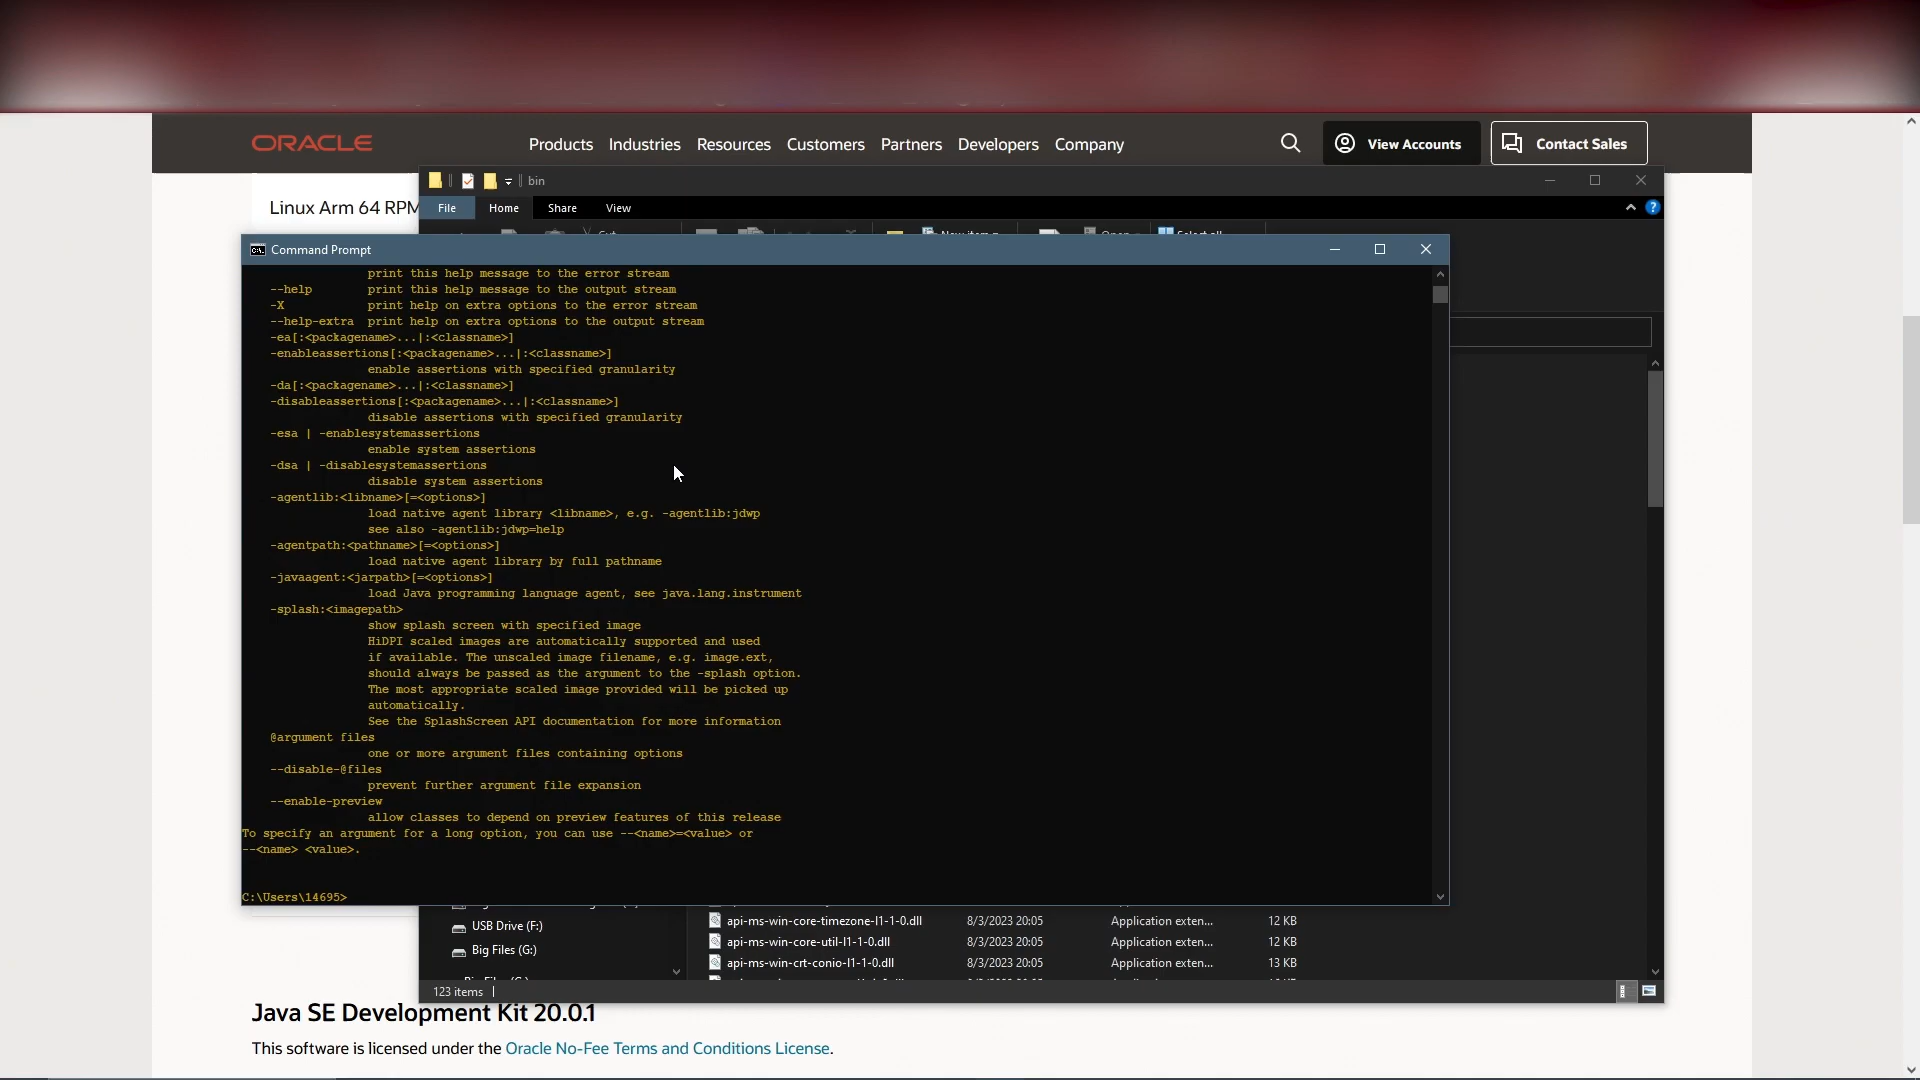 ORACLE
Products Industries Resources Customers Partners Developers Company
View Accounts
Contact Sales
bin
Linux Arm 64 RPM
File Home Share View
Command Prompt
print this help message to the error stream
--help print this help message to the output stream
-X print help on extra options to the error stream
--help-extra print help on extra options to the output stream
-ea[:<packagename>...|:<classname>]
-enableassertions[:<packagename>...|:<classname>]
enable assertions with specified granularity
-da[:<packagename>...|:<classname>]
-disableassertions[:<packagename>...|:<classname>]
disable assertions with specified granularity
-esa | -enablesystemassertions
enable system assertions
-dsa | -disablesystemassertions
disable system assertions
-agentlib:<libname>[=<options>]
load native agent library <libname>, e.g. -agentlib:jdwp
see also -agentlib:jdwp=help
-agentpath:<pathname>[=<options>]
load native agent library by full pathname
-javaagent:<jarpath>[=<options>]
load Java programming language agent, see java.lang.instrument
-splash:<imagepath>
show splash screen with specified image
HiDPI scaled images are automatically supported and used
if available. The unscaled image filename, e.g. image.ext,
should always be passed as the argument to the -splash option.
The most appropriate scaled image provided will be picked up
automatically.
See the SplashScreen API documentation for more information
@argument files
one or more argument files containing options
--disable-@files
prevent further argument file expansion
--enable-preview
allow classes to depend on preview features of this release
To specify an argument for a long option, you can use --<name>=<value> or
--<name> <value>.
C:\Users\14695>
USB Drive (F:)
Big Files (G:)
api-ms-win-core-timezone-l1-1-0.dll 8/3/2023 20:05 Application exten... 12 KB
api-ms-win-core-util-l1-1-0.dll 8/3/2023 20:05 Application exten... 12 KB
api-ms-win-crt-conio-l1-1-0.dll 8/3/2023 20:05 Application exten... 13 KB
123 items
Java SE Development Kit 20.0.1
This software is licensed under the Oracle No-Fee Terms and Conditions License.